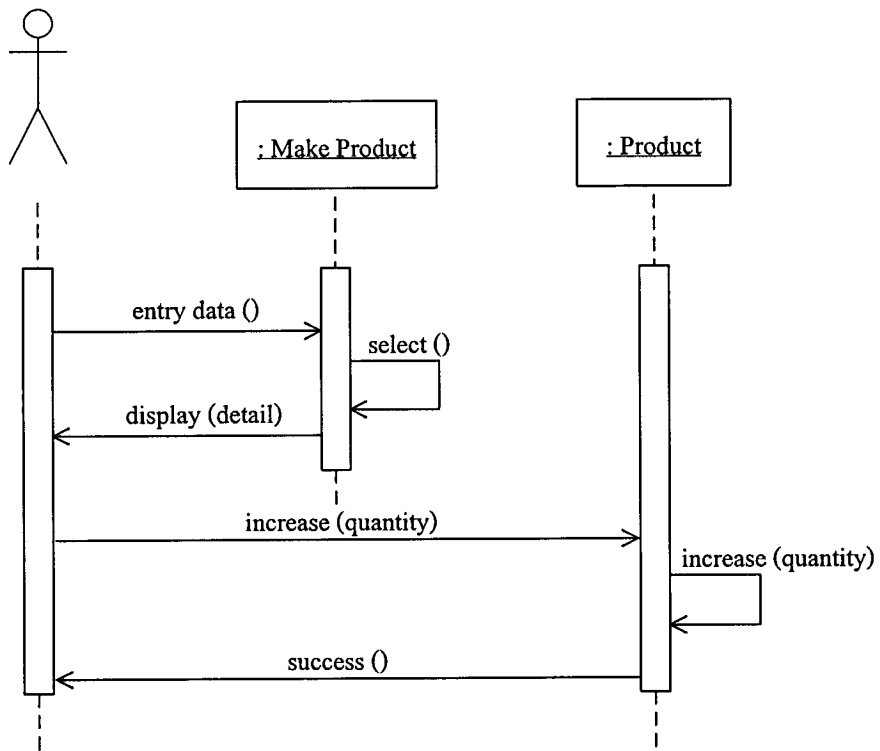 : Make Product
: Product
entry data ()
select ()
display (detail)
increase (quantity)
increase (quantity)
success ()